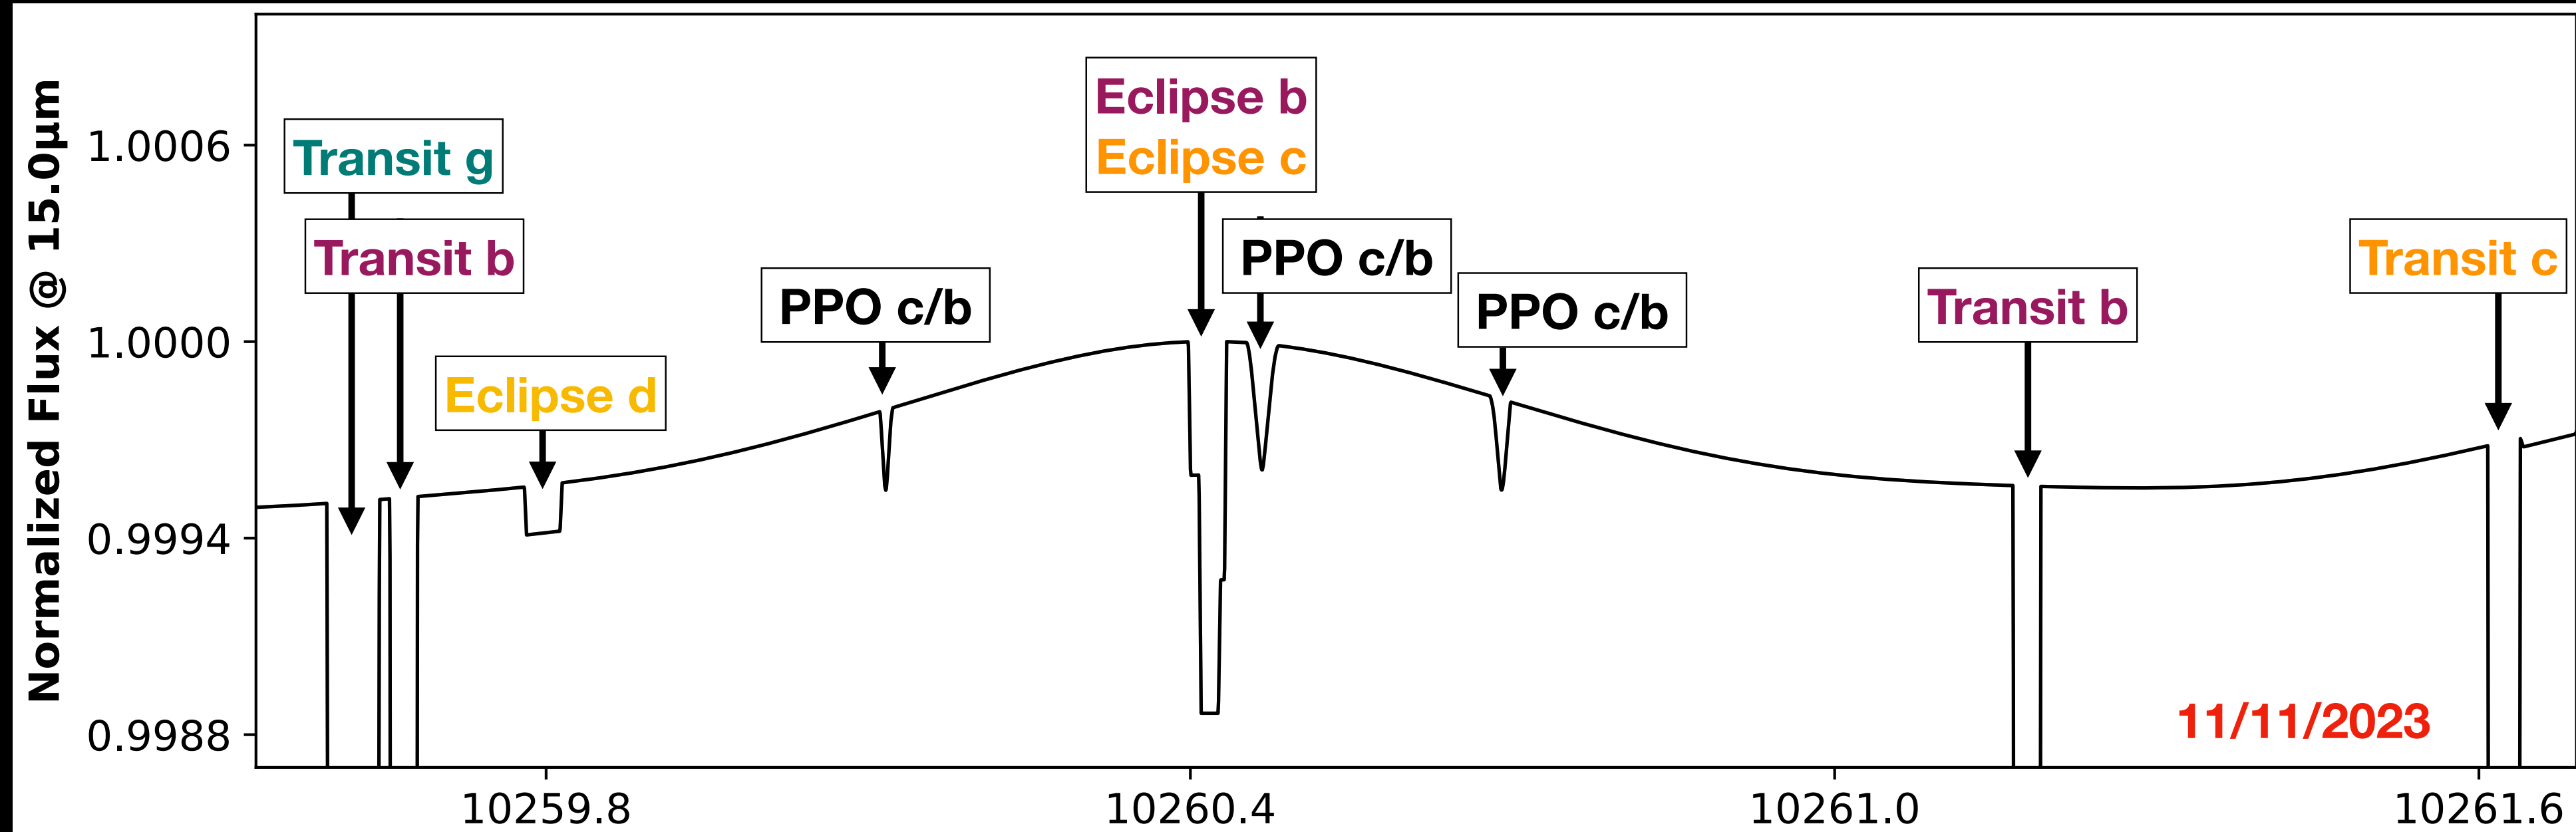 Normalized Flux @ 15.0μm
1.0006
1.0000
0.9994
0.9988
Transit g
Transit b
Eclipse d
PPO c/b
Eclipse b
Eclipse c
PPO c/b
PPO c/b
Transit b
Transit c
11/11/2023
10259.8
10260.4
10261.0
10261.6